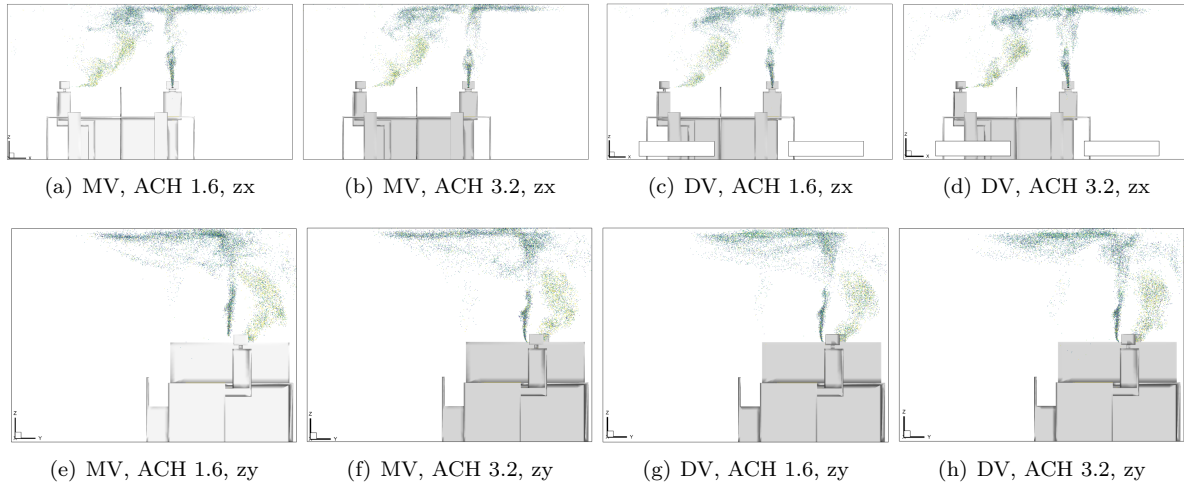 Z
X
Z
X
Z
X
Z
X
(a) MV, ACH 1.6, zx
(b) MV, ACH 3.2, zx
(c) DV, ACH 1.6, zx
(d) DV, ACH 3.2, zx
Z
Y
Z
Y
Z
Y
Z
Y
(e) MV, ACH 1.6, zy
(f) MV, ACH 3.2, zy
(g) DV, ACH 1.6, zy
(h) DV, ACH 3.2, zy